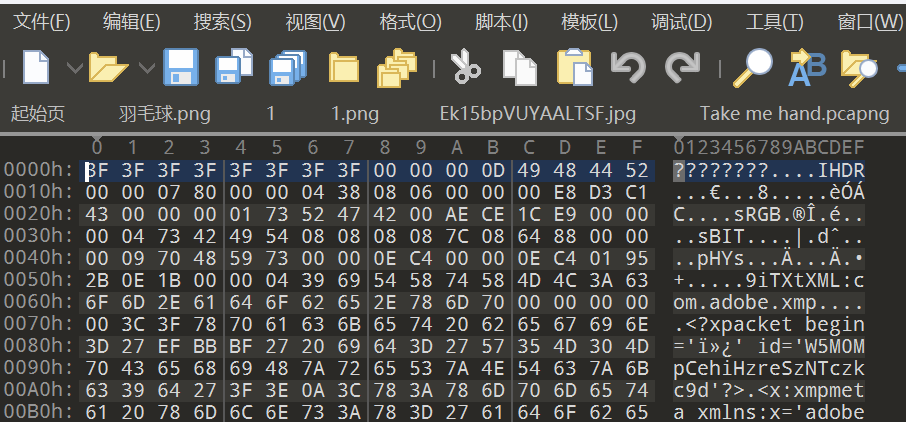 文件(F) 编辑(E) 搜索(S) 视图(V) 格式(O) 脚本(I) 模板(L) 调试(D) 工具(T) 窗口(W)
起始页 羽毛球.png 1 1.png Ek15bpVUYAALTSF.jpg Take me hand.pcapng
0 1 2 3 4 5 6 7 8 9 A B C D E F 0123456789ABCDEF
0000h: 3F 3F 3F 3F 3F 3F 3F 3F 00 00 00 0D 49 48 44 52 ????????....IHDR
0010h: 00 00 07 80 00 00 04 38 08 06 00 00 00 E8 D3 C1 ...€...8.....èÓÁ
0020h: 43 00 00 00 01 73 52 47 42 00 AE CE 1C E9 00 00 C....sRGB.®Î.é..
0030h: 00 04 73 42 49 54 08 08 08 08 7C 08 64 88 00 00 ..sBIT....|.dˆ..
0040h: 00 09 70 48 59 73 00 00 0E C4 00 00 0E C4 01 95 ..pHYs...Ä...Ä.•
0050h: 2B 0E 1B 00 00 04 39 69 54 58 74 58 4D 4C 3A 63 +.....9iTXtXML:c
0060h: 6F 6D 2E 61 64 6F 62 65 2E 78 6D 70 00 00 00 00 om.adobe.xmp....
0070h: 00 3C 3F 78 70 61 63 6B 65 74 20 62 65 67 69 6E .<?xpacket begin
0080h: 3D 27 EF BB BF 27 20 69 64 3D 27 57 35 4D 30 4D ='ï»¿' id='W5M0M
0090h: 70 43 65 68 69 48 7A 72 65 53 7A 4E 54 63 7A 6B pCehiHzreSzNTczk
00A0h: 63 39 64 27 3F 3E 0A 3C 78 3A 78 6D 70 6D 65 74 c9d'?>.<x:xmpmet
00B0h: 61 20 78 6D 6C 6E 73 3A 78 3D 27 61 64 6F 62 65 a xmlns:x='adobe